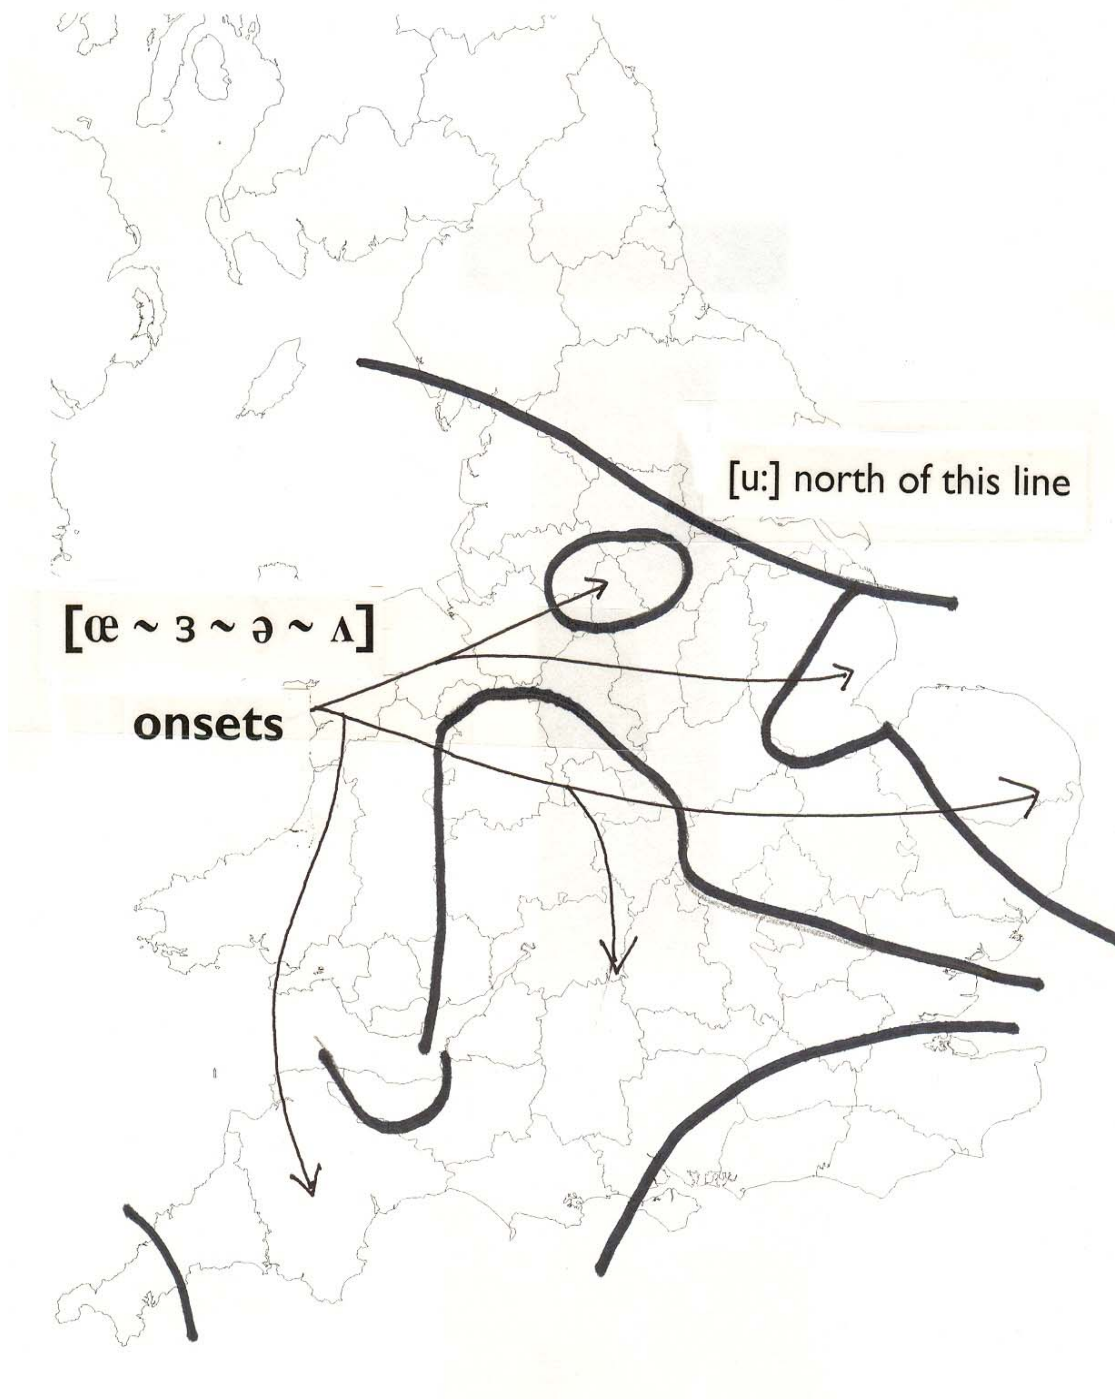 [u:] north of this line
[œ ~ ɜ ~ ə ~ ʌ]
onsets